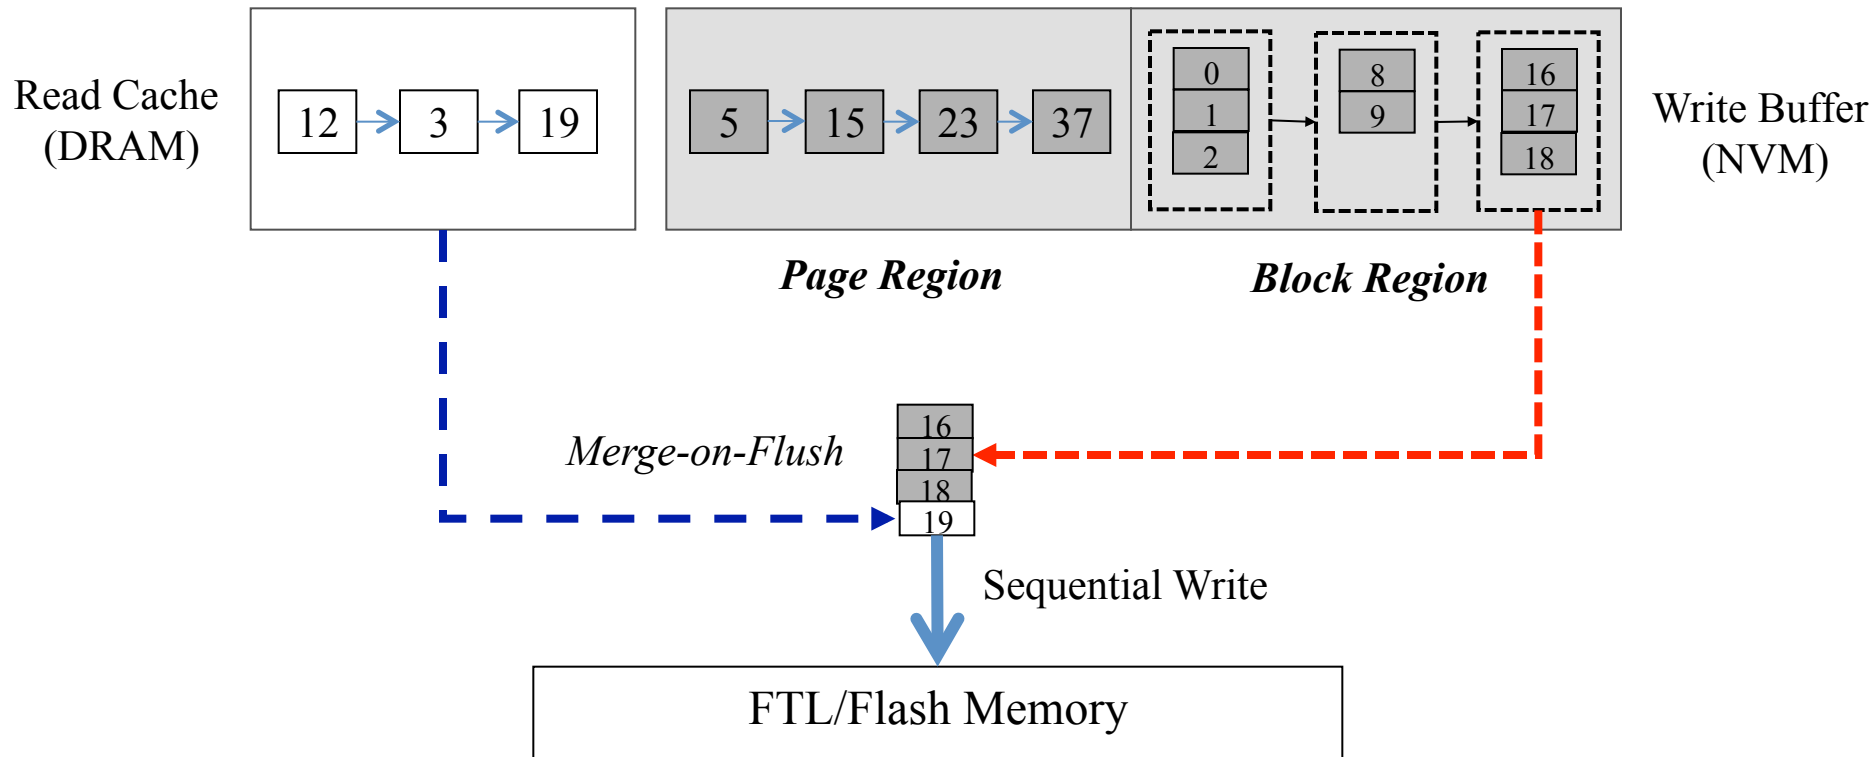 Read Cache
(DRAM)
12
3
19
5
15
23
37
0
1
2
8
9
16
17
18
Write Buffer
(NVM)
Page Region
Block Region
Merge-on-Flush
16
17
18
19
Sequential Write
FTL/Flash Memory